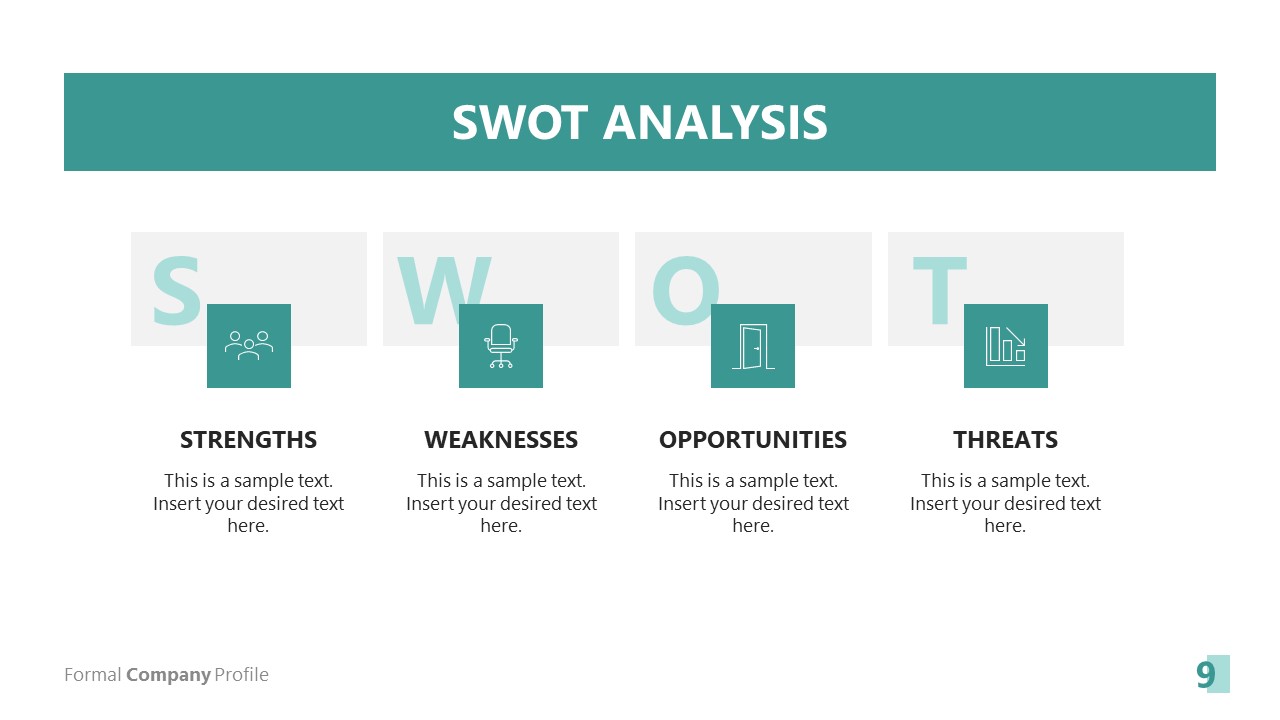 SWOT ANALYSIS
S
W
O
T
STRENGTHS
This is a sample text.
Insert your desired text
here.
WEAKNESSES
This is a sample text.
Insert your desired text
here.
OPPORTUNITIES
This is a sample text.
Insert your desired text
here.
THREATS
This is a sample text.
Insert your desired text
here.
Formal Company Profile
9